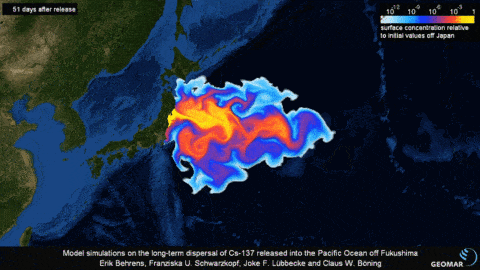 51 days after release
10⁻¹² 10⁻⁹ 10⁻⁶ 10⁻³ 1
surface concentration relative
to initial values off Japan
Model simulations on the long-term dispersal of Cs-137 released into the Pacific Ocean off Fukushima
Erik Behrens, Franziska U. Schwarzkopf, Joke F. Lübbecke and Claus W. Böning
GEOMAR